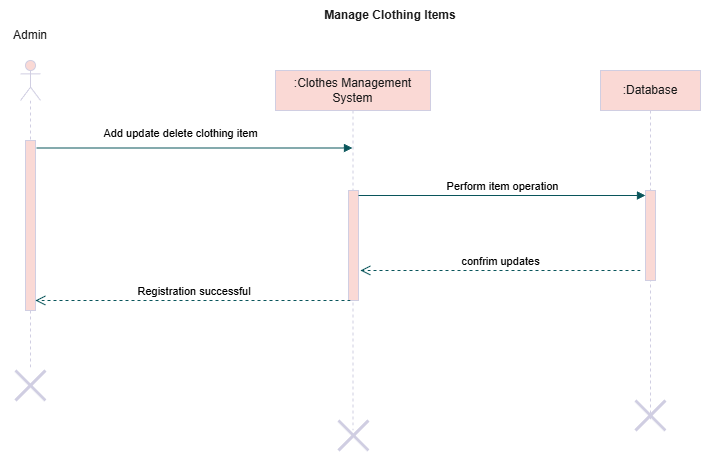 Manage Clothing Items
Admin
:Clothes Management
System
:Database
Add update delete clothing item
Perform item operation
confrim updates
Registration successful